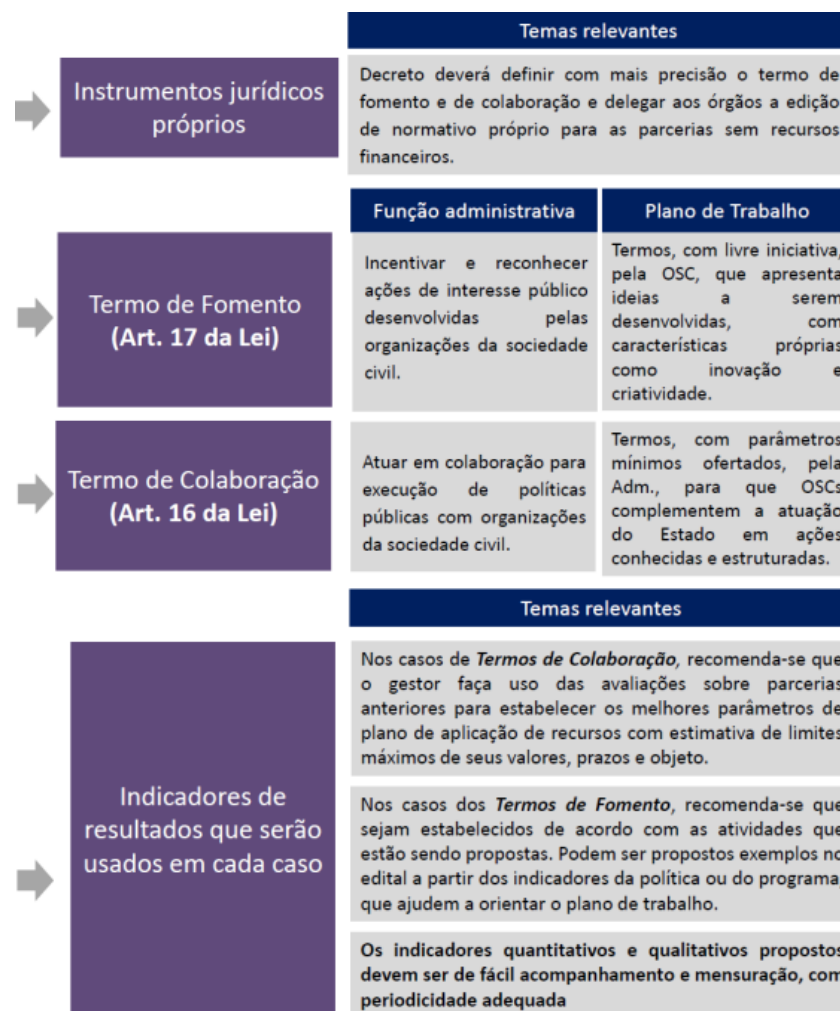 Temas relevantes
Instrumentos jurídicos
próprios
Decreto deverá definir com mais precisão o termo de
fomento e de colaboração e delegar aos órgãos a edição
de normativo próprio para as parcerias sem recursos
financeiros.
Função administrativa
Plano de Trabalho
Termo de Fomento
(Art. 17 da Lei)
Incentivar e reconhecer
ações de interesse público
desenvolvidas pelas
organizações da sociedade
civil.
Termos, com livre iniciativa,
pela OSC, que apresenta
ideias a serem
desenvolvidas, com
características próprias
como inovação e
criatividade.
Termo de Colaboração
(Art. 16 da Lei)
Atuar em colaboração para
execução de políticas
públicas com organizações
da sociedade civil.
Termos, com parâmetros
mínimos ofertados, pela
Adm., para que OSCs
complementem a atuação
do Estado em ações
conhecidas e estruturadas.
Temas relevantes
Indicadores de
resultados que serão
usados em cada caso
Nos casos de Termos de Colaboração, recomenda-se que
o gestor faça uso das avaliações sobre parcerias
anteriores para estabelecer os melhores parâmetros de
plano de aplicação de recursos com estimativa de limites
máximos de seus valores, prazos e objeto.
Nos casos dos Termos de Fomento, recomenda-se que
sejam estabelecidos de acordo com as atividades que
estão sendo propostas. Podem ser propostos exemplos no
edital a partir dos indicadores da política ou do programa,
que ajudem a orientar o plano de trabalho.
Os indicadores quantitativos e qualitativos propostos
devem ser de fácil acompanhamento e mensuração, com
periodicidade adequada